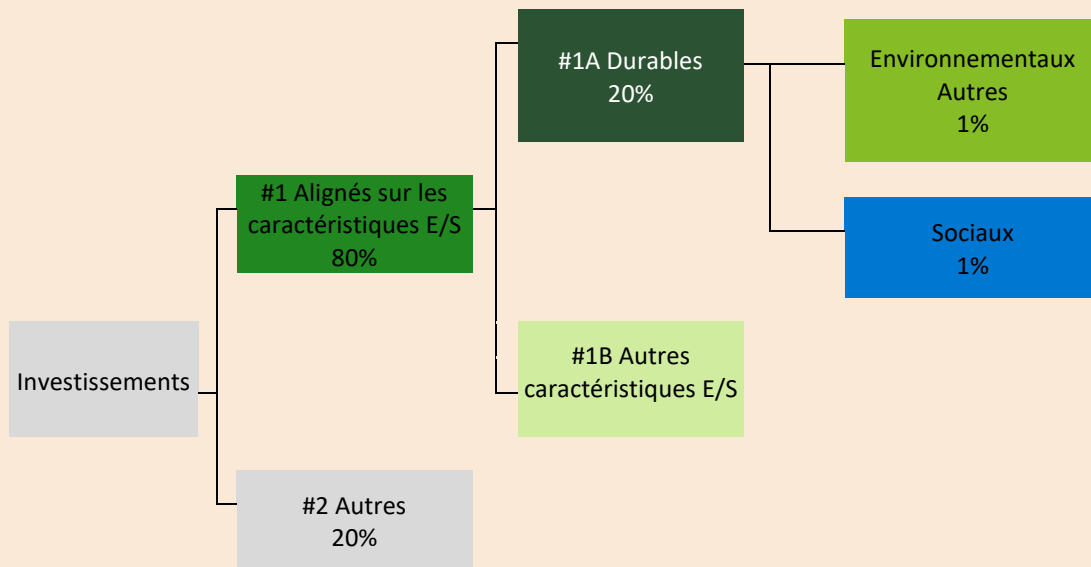 #1A Durables
20%
Environnementaux
Autres
1%
#1 Alignés sur les
caractéristiques E/S
80%
Sociaux
1%
Investissements
#1B Autres
caractéristiques E/S
#2 Autres
20%